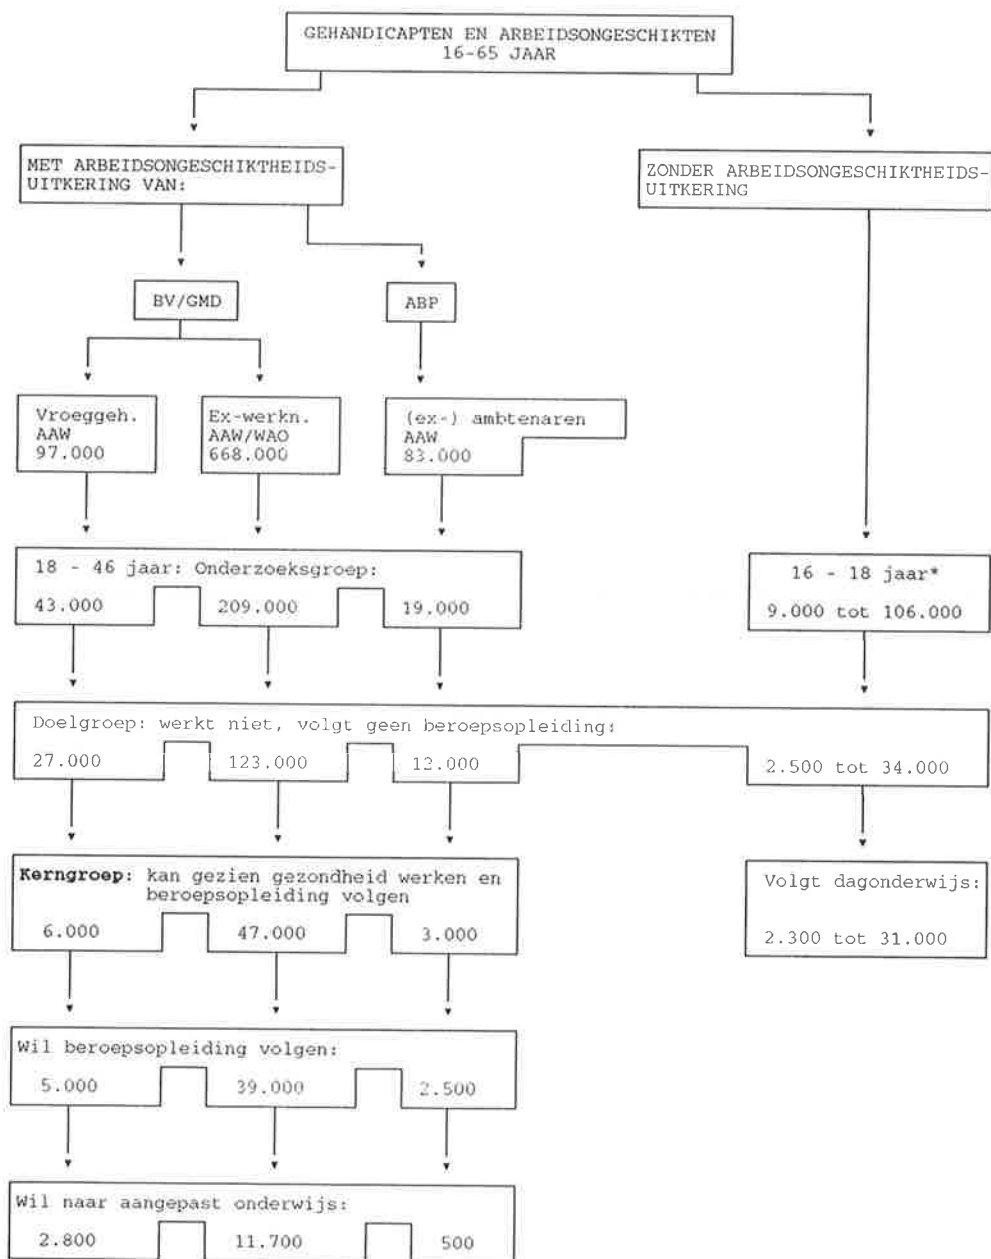 GEHANDICAPTEN EN ARBEIDSONGESCHIKTEN
16-65 JAAR
MET ARBEIDSONGESCHIKTHEIDS-
UITKERING VAN:
ZONDER ARBEIDSONGESCHIKTHEIDS-
UITKERING
BV/GMD
ABP
Vroeggeh.
AAW
97.000
Ex-werkn.
AAW/WAO
668.000
(ex-) ambtenaren
AAW
83.000
18 - 46 jaar: Onderzoeksgroep:
43.000 209.000 19.000
16 - 18 jaar*
9.000 tot 106.000
Doelgroep: werkt niet, volgt geen beroepsopleiding:
27.000 123.000 12.000 2.500 tot 34.000
Kerngroep: kan gezien gezondheid werken en
beroepsopleiding volgen
6.000 47.000 3.000
Volgt dagonderwijs:
2.300 tot 31.000
Wil beroepsopleiding volgen:
5.000 39.000 2.500
Wil naar aangepast onderwijs:
2.800 11.700 500